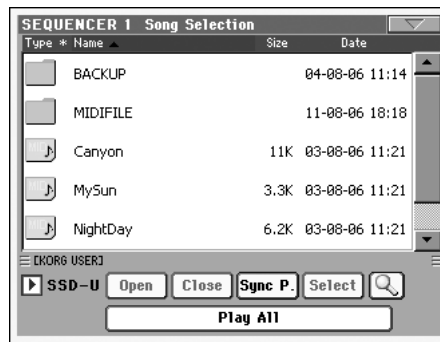 SEQUENCER 1 Song Selection
Type * Name Size Date
BACKUP 04-08-06 11:14
MIDIFILE 11-08-06 18:18
Canyon 11K 03-08-06 11:21
MySun 3.3K 03-08-06 11:21
NightDay 6.2K 03-08-06 11:21
[KORG USER]
SSD-U Open Close Sync P. Select
Play All